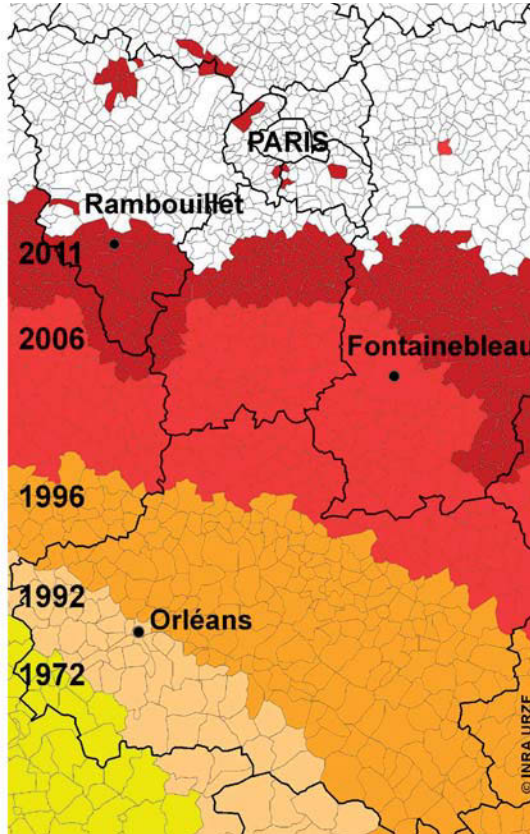 PARIS
Rambouillet
2011
2006
Fontainebleau
1996
1992
Orléans
1972
© INRA URZF